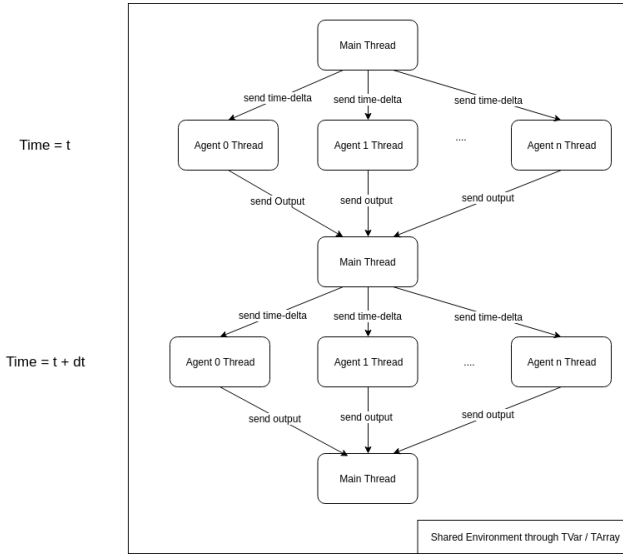 Main Thread
send time-delta
send time-delta
send time-delta
Time = t
Agent 0 Thread
Agent 1 Thread
....
Agent n Thread
send Output
send output
send output
Main Thread
send time-delta
send time-delta
send time-delta
Time = t + dt
Agent 0 Thread
Agent 1 Thread
....
Agent n Thread
send output
send output
send output
Main Thread
Shared Environment through TVar / TArray